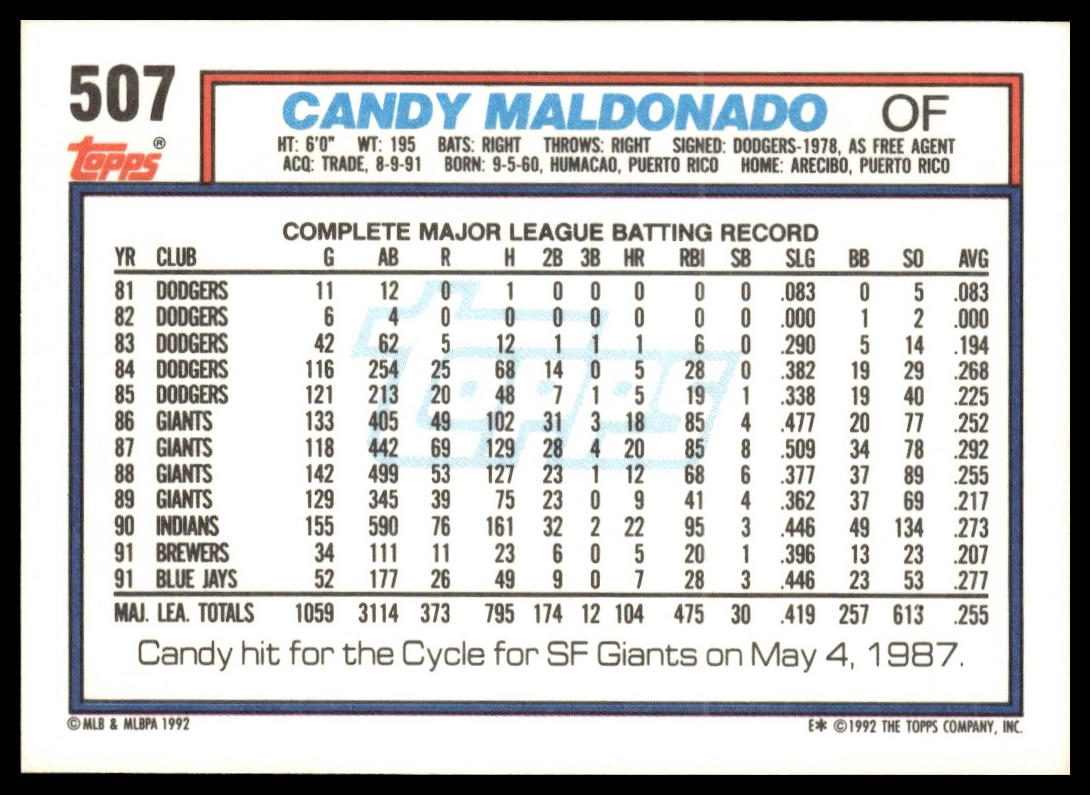 507
CANDY MALDONADO OF
topps®
HT: 6'0" WT: 195 BATS: RIGHT THROWS: RIGHT SIGNED: DODGERS-1978, AS FREE AGENT
ACQ: TRADE, 8-9-91 BORN: 9-5-60, HUMACAO, PUERTO RICO HOME: ARECIBO, PUERTO RICO
COMPLETE MAJOR LEAGUE BATTING RECORD
YR CLUB G AB R H 2B 3B HR RBI SB SLG BB SO AVG
81 DODGERS 11 12 0 1 0 0 0 0 0 .083 0 5 .083
82 DODGERS 6 4 0 0 0 0 0 0 0 .000 1 2 .000
83 DODGERS 42 62 5 12 1 1 1 6 0 .290 5 14 .194
84 DODGERS 116 254 25 68 14 0 5 28 0 .382 19 29 .268
85 DODGERS 121 213 20 48 7 1 5 19 1 .338 19 40 .225
86 GIANTS 133 405 49 102 31 3 18 85 4 .477 20 77 .252
87 GIANTS 118 442 69 129 28 4 20 85 8 .509 34 78 .292
88 GIANTS 142 499 53 127 23 1 12 68 6 .377 37 89 .255
89 GIANTS 129 345 39 75 23 0 9 41 4 .362 37 69 .217
90 INDIANS 155 590 76 161 32 2 22 95 3 .446 49 134 .273
91 BREWERS 34 111 11 23 6 0 5 20 1 .396 13 23 .207
91 BLUE JAYS 52 177 26 49 9 0 7 28 3 .446 23 53 .277
MAJ. LEA. TOTALS 1059 3114 373 795 174 12 104 475 30 .419 257 613 .255
Topps
Candy hit for the Cycle for SF Giants on May 4, 1987.
© MLB & MLBPA 1992
E* © 1992 THE TOPPS COMPANY, INC.